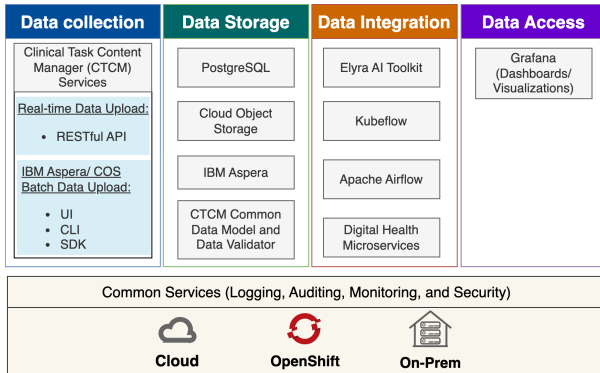 Data collection
Clinical Task Content
Manager (CTCM)
Services
Real-time Data Upload:
• RESTful API
IBM Aspera/ COS
Batch Data Upload:
• UI
• CLI
• SDK
Data Storage
PostgreSQL
Cloud Object
Storage
IBM Aspera
CTCM Common
Data Model and
Data Validator
Data Integration
Elyra AI Toolkit
Kubeflow
Apache Airflow
Digital Health
Microservices
Data Access
Grafana
(Dashboards/
Visualizations)
Common Services (Logging, Auditing, Monitoring, and Security)
Cloud
OpenShift
On-Prem